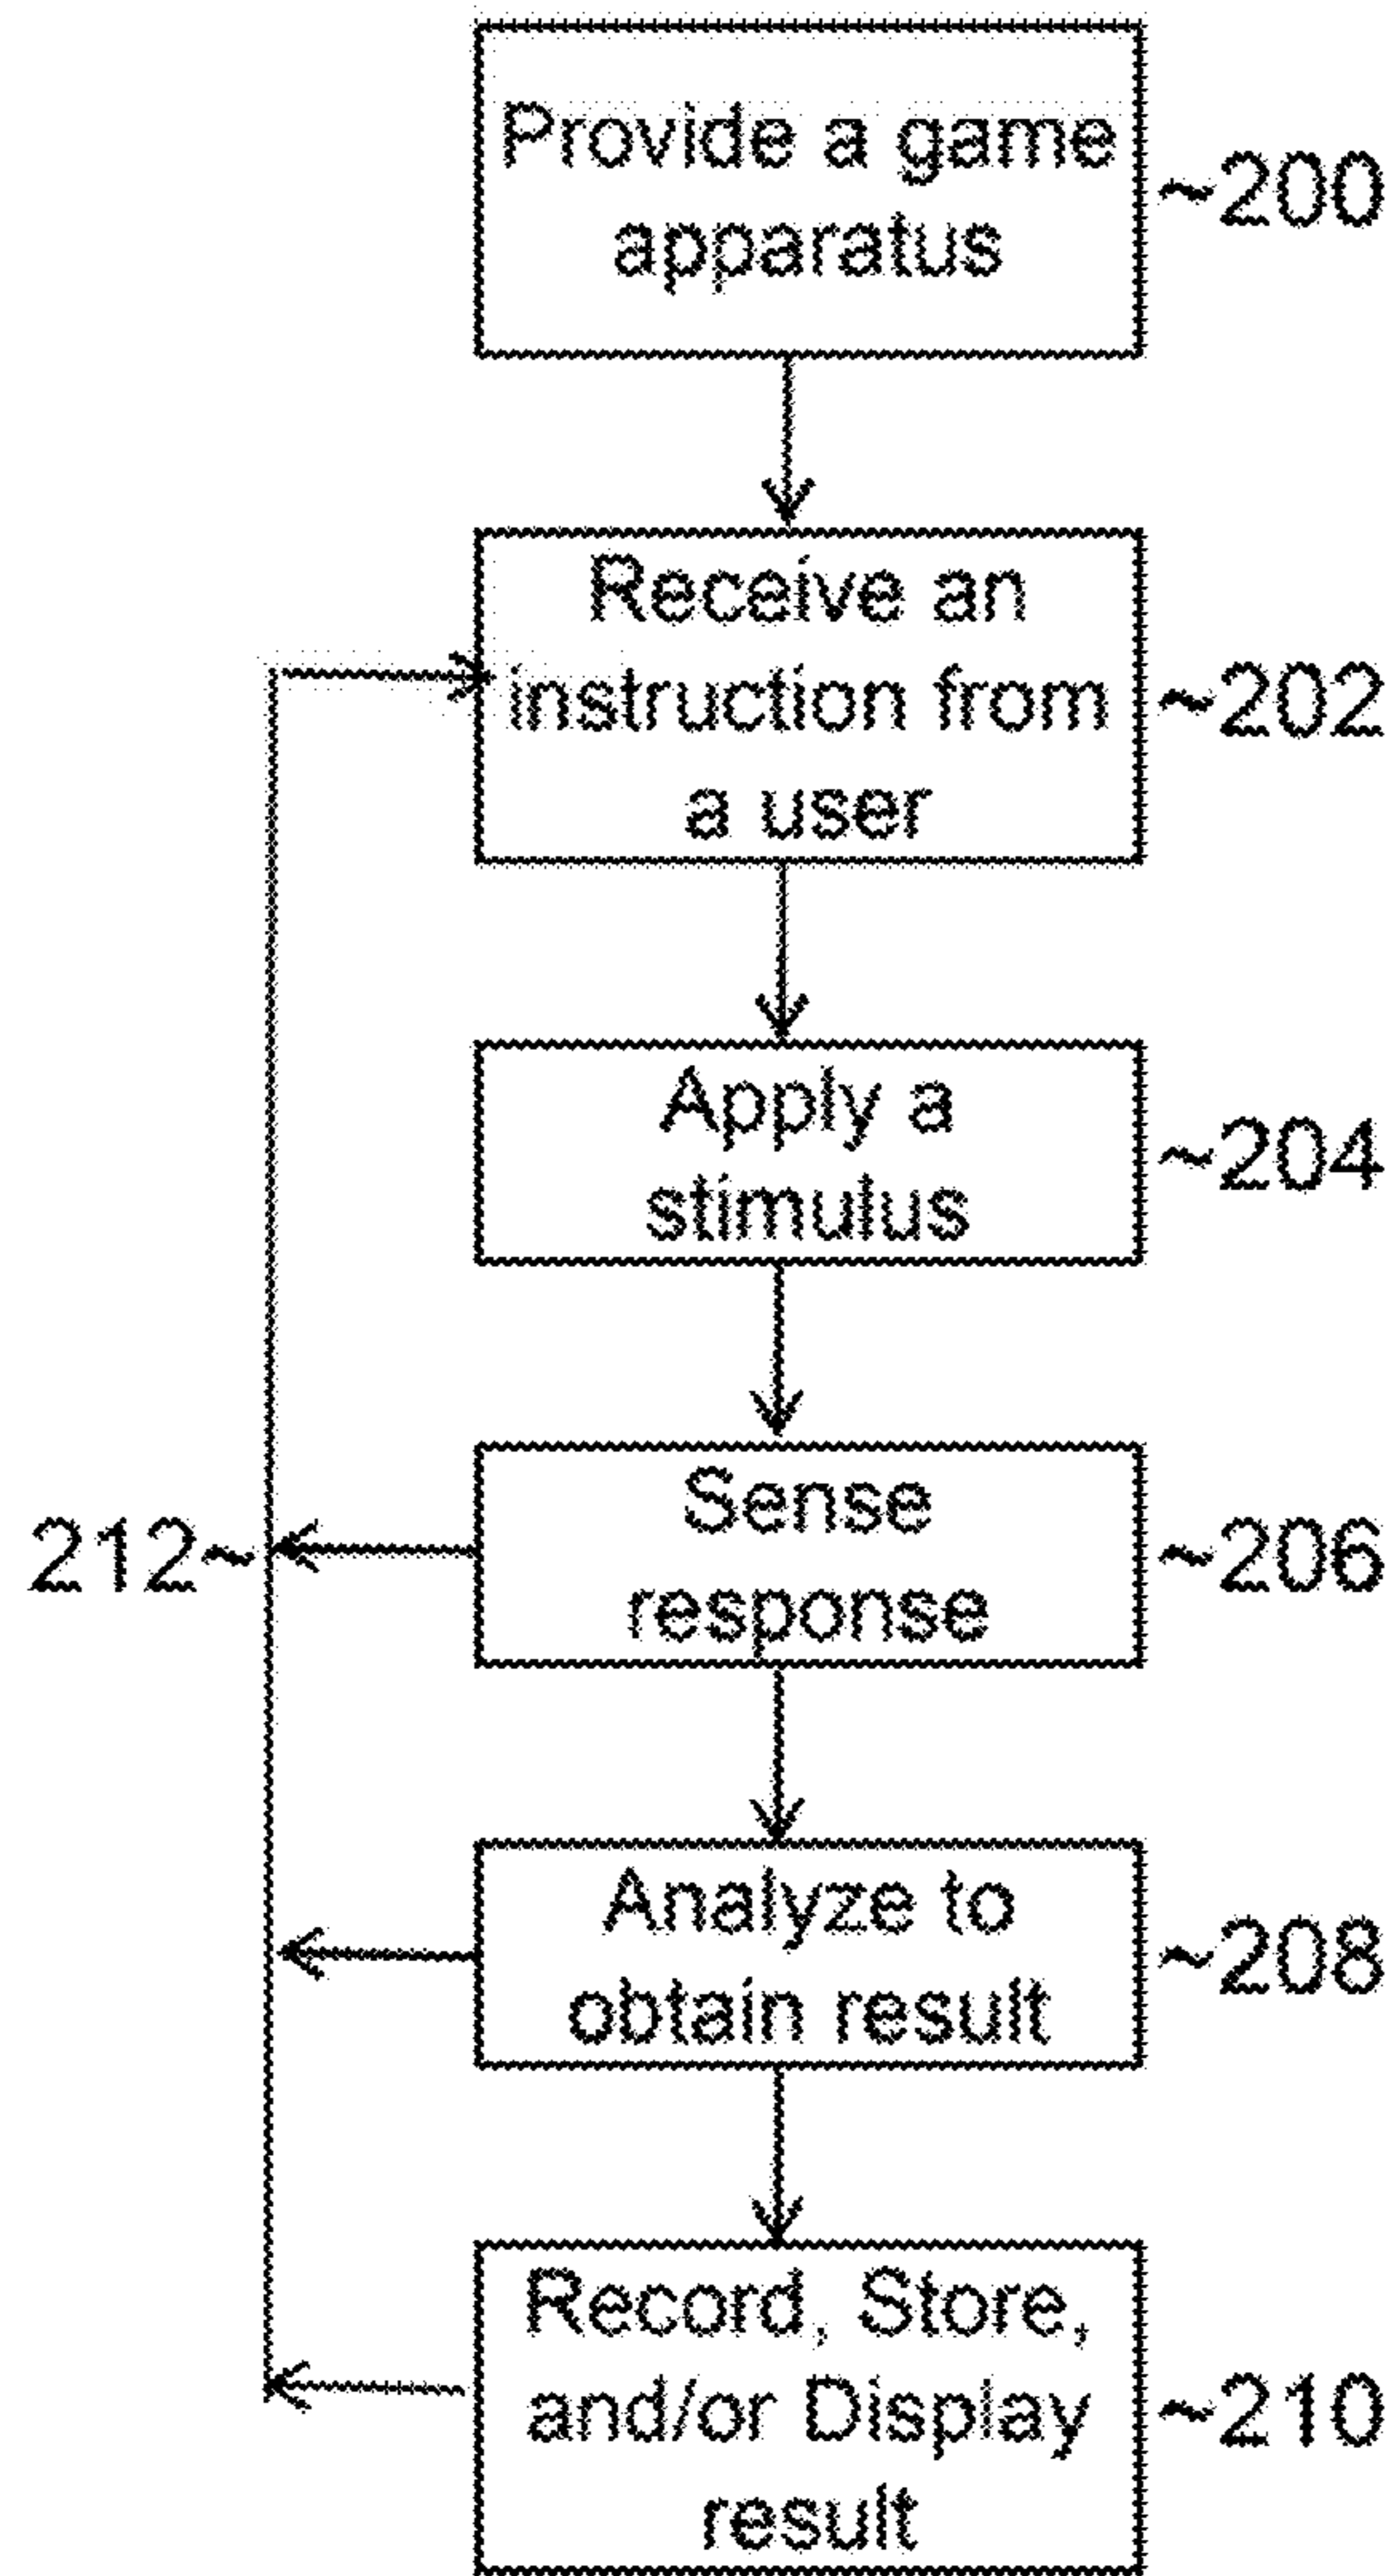 Provide a game
apparatus
~200
Receive an
instruction from
a user
~202
Apply a
stimulus
~204
Sense
response
~206
212~
Analyze to
obtain result
~208
Record, Store,
and/or Display
result
~210